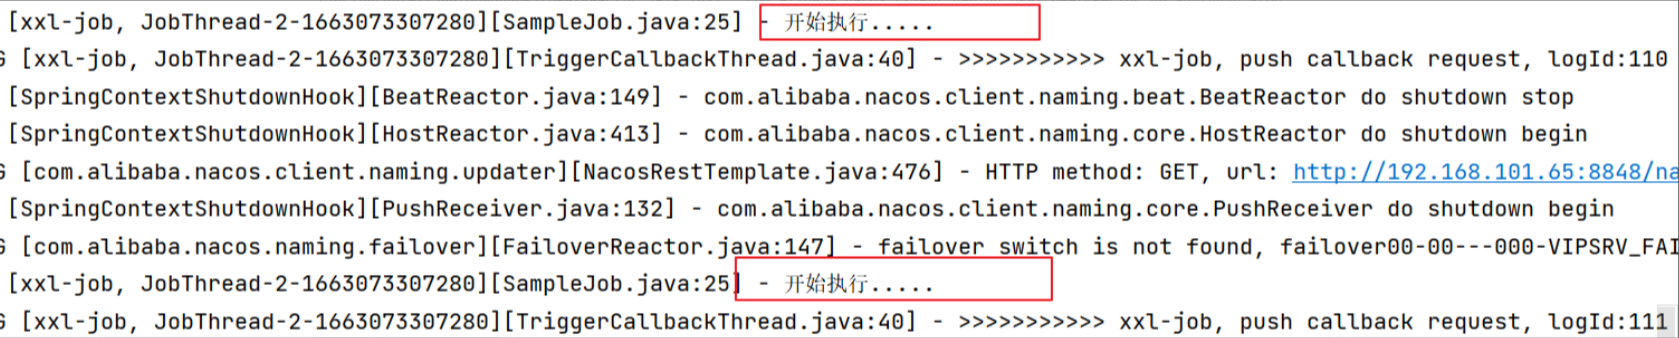 [xxl-job, JobThread-2-1663073307280][SampleJob.java:25] - 开始执行.....
G [xxl-job, JobThread-2-1663073307280][TriggerCallbackThread.java:40] - >>>>>>>>>>> xxl-job, push callback request, logId:110
[SpringContextShutdownHook][BeatReactor.java:149] - com.alibaba.nacos.client.naming.beat.BeatReactor do shutdown stop
[SpringContextShutdownHook][HostReactor.java:413] - com.alibaba.nacos.client.naming.core.HostReactor do shutdown begin
G [com.alibaba.nacos.client.naming.updater][NacosRestTemplate.java:476] - HTTP method: GET, url: http://192.168.101.65:8848/na
[SpringContextShutdownHook][PushReceiver.java:132] - com.alibaba.nacos.client.naming.core.PushReceiver do shutdown begin
G [com.alibaba.nacos.naming.failover][FailoverReactor.java:147] - failover switch is not found, failover00-00---000-VIPSRV_FAI
[xxl-job, JobThread-2-1663073307280][SampleJob.java:25] - 开始执行.....
G [xxl-job, JobThread-2-1663073307280][TriggerCallbackThread.java:40] - >>>>>>>>>>> xxl-job, push callback request, logId:111